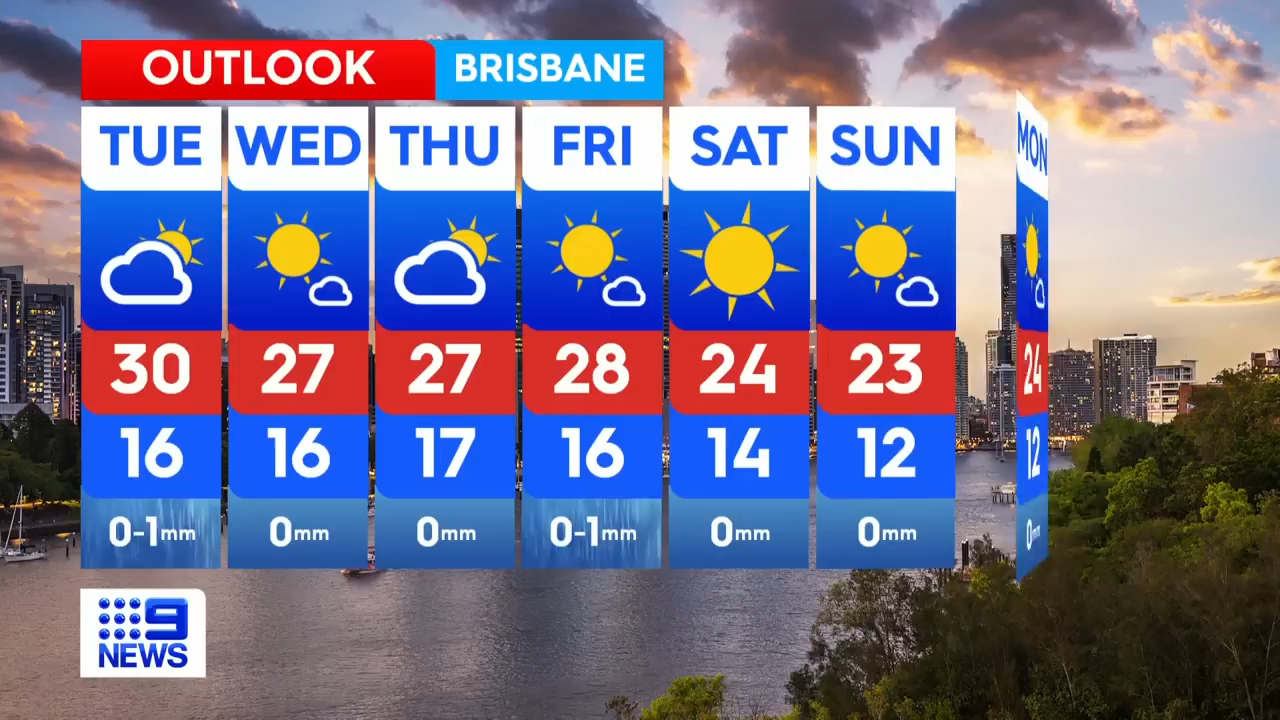 OUTLOOK BRISBANE
TUE WED THU FRI SAT SUN MON
30 27 27 28 24 23 24
16 16 17 16 14 12 12
0-1mm 0mm 0mm 0-1mm 0mm 0mm 0mm
9
NEWS